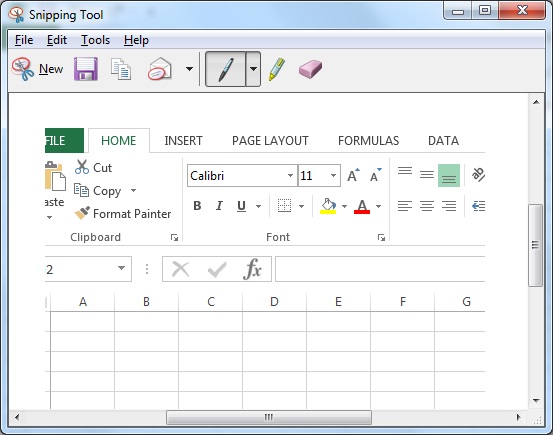 Snipping Tool
File Edit Tools Help
New
FILE HOME INSERT PAGE LAYOUT FORMULAS DATA
Cut
Copy
Format Painter
aste
Clipboard
Calibri 11 A A
B I U A
Font
ab
2 fx
A B C D E F G